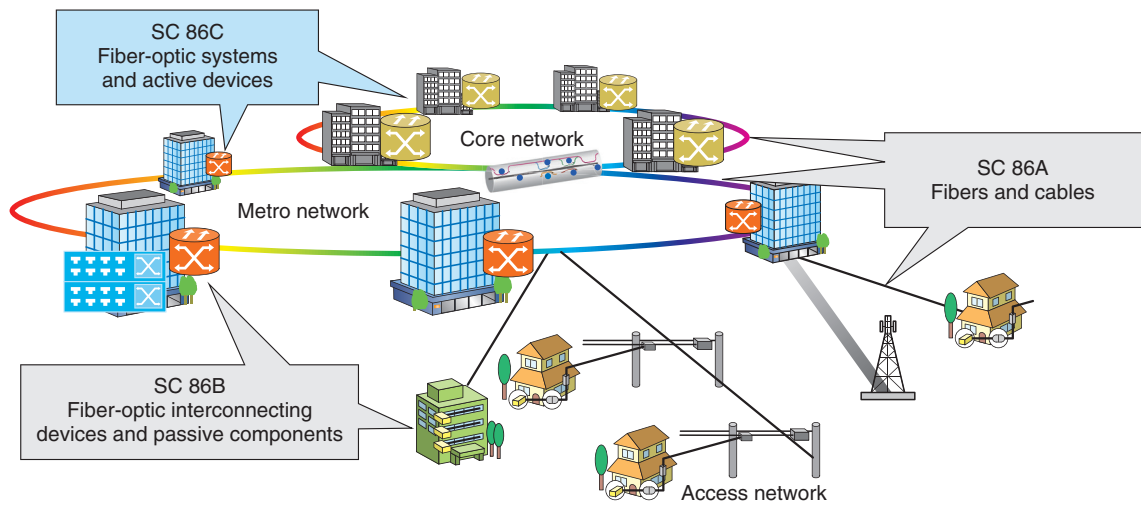 SC 86C
Fiber-optic systems
and active devices
Core network
SC 86A
Fibers and cables
Metro network
SC 86B
Fiber-optic interconnecting
devices and passive components
Access network